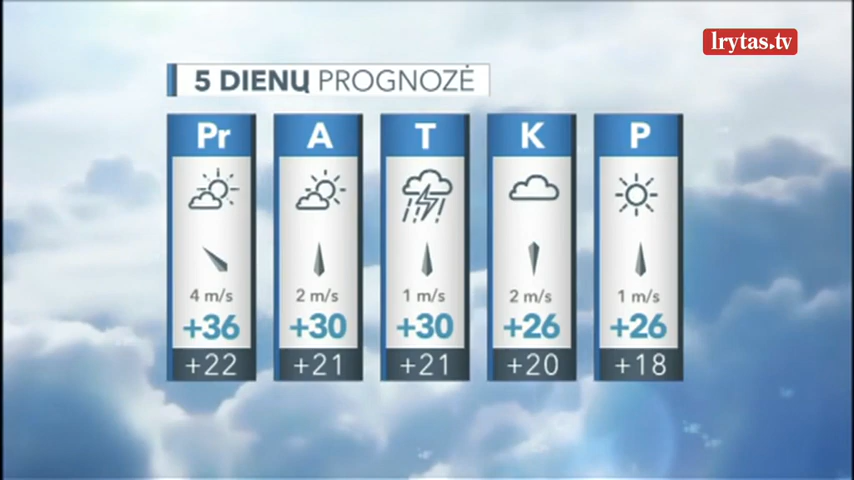 lrytas.tv
5 DIENŲ PROGNOZĖ
Pr A T K P
4 m/s 2 m/s 1 m/s 2 m/s 1 m/s
+36 +30 +30 +26 +26
+22 +21 +21 +20 +18